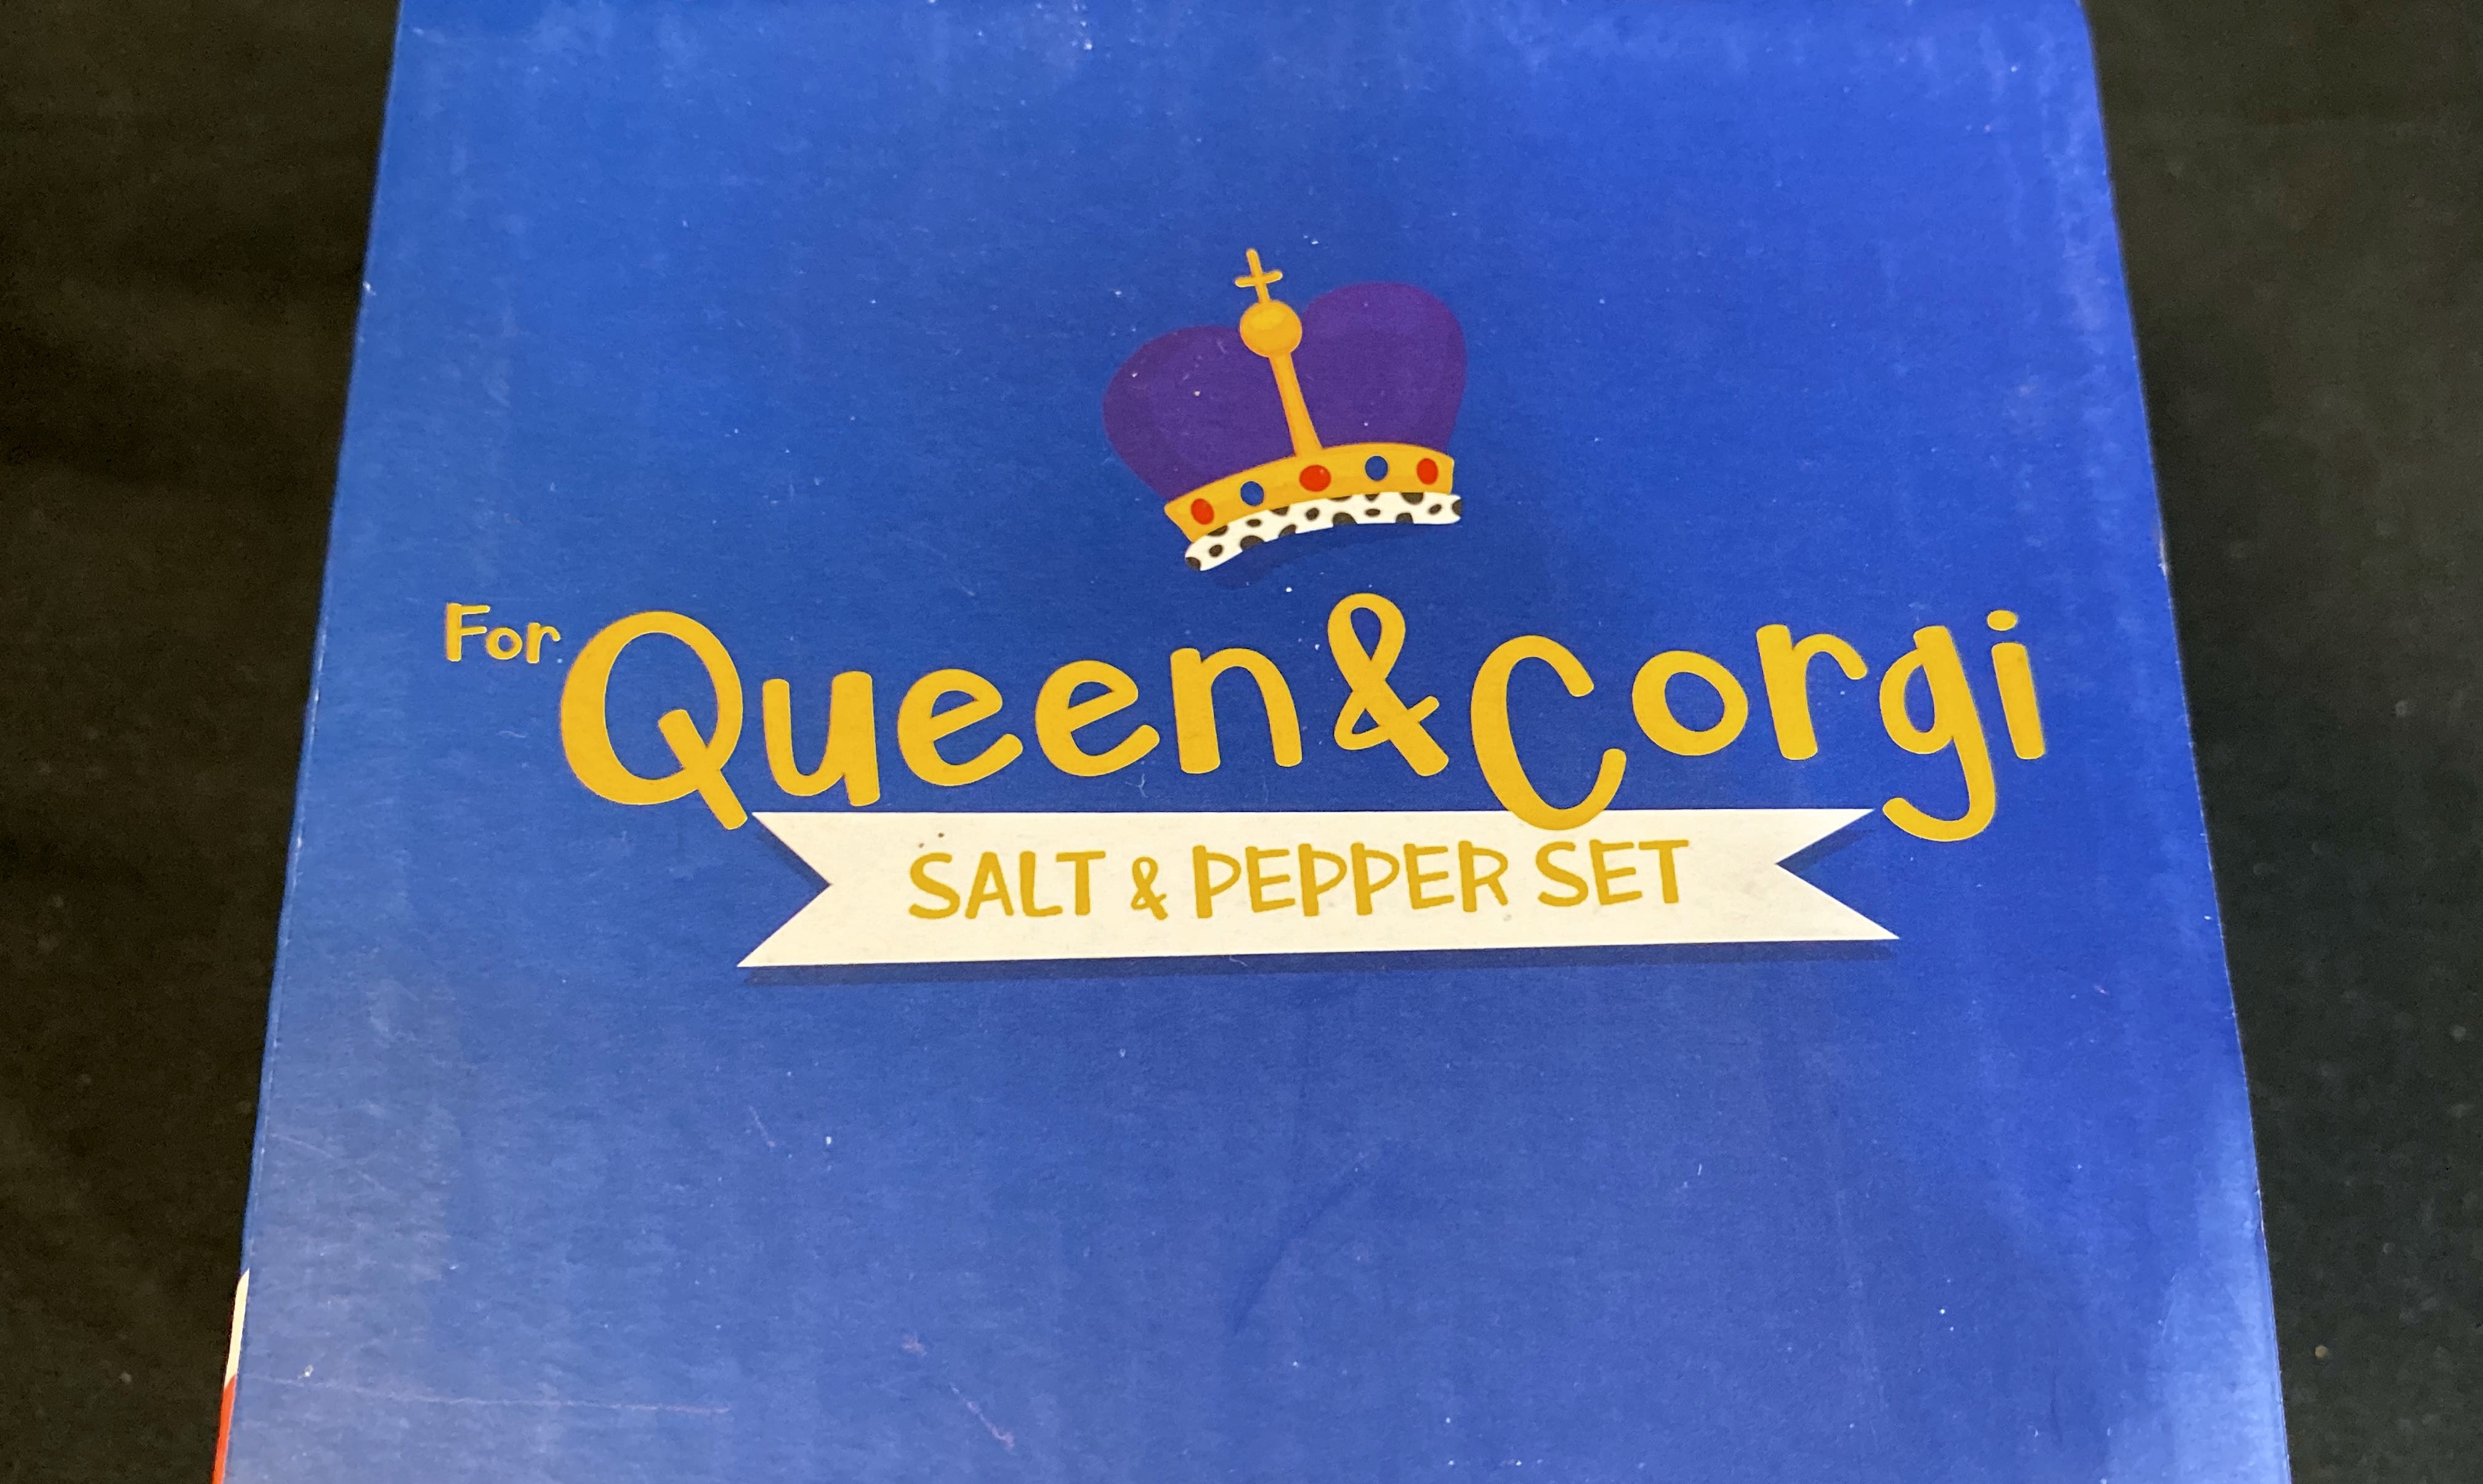 For Queen & Corgi
SALT & PEPPER SET